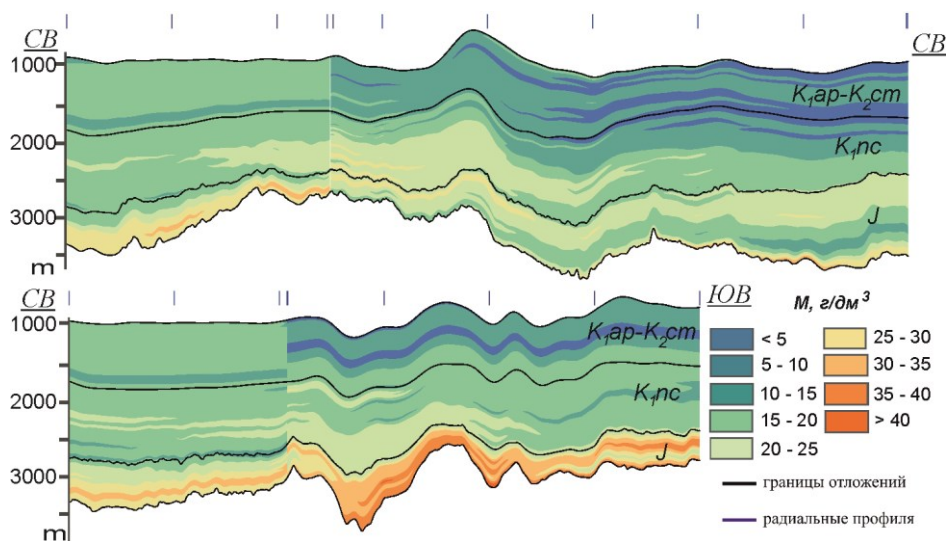 СВ
СВ
1000
2000
3000
m
K₁ap-K₂cm
K₁nc
J
СВ
ЮВ
1000
2000
3000
m
K₁ap-K₂cm
K₁nc
J
M, г/дм³
< 5
5 - 10
10 - 15
15 - 20
20 - 25
25 - 30
30 - 35
35 - 40
> 40
границы отложений
радиальные профиля